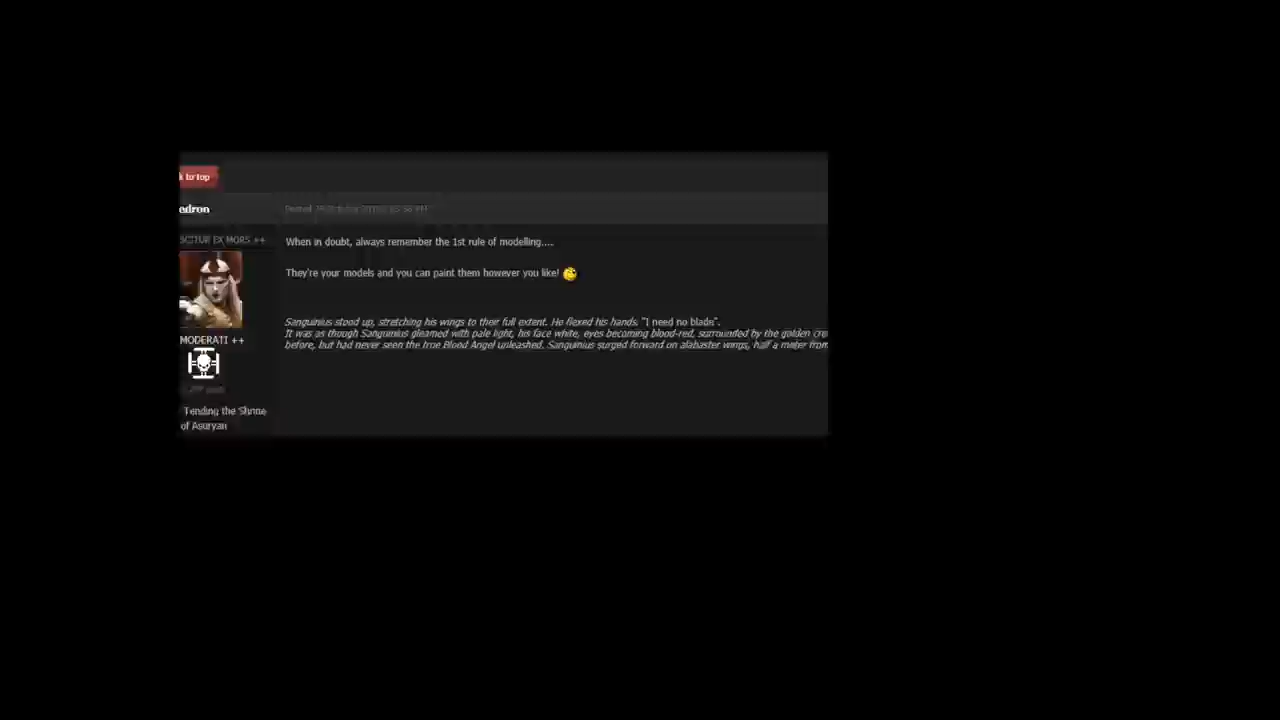 to top
edron
Posted
SCITUR EX MORS ++
When in doubt, always remember the 1st rule of modelling....
They're your models and you can paint them however you like!
Sanguinius stood up, stretching his wings to their full extent. He flexed his hands. "I need no blade".
It was as though Sanguinius gleamed with pale light, his face white, eyes becoming blood-red, surrounded by the golden
before, but had never seen the true Blood Angel unleashed. Sanguinius surged forward on alabaster wings, half a meter from
MODERATI ++
Tending the Shrine
of Asuryan